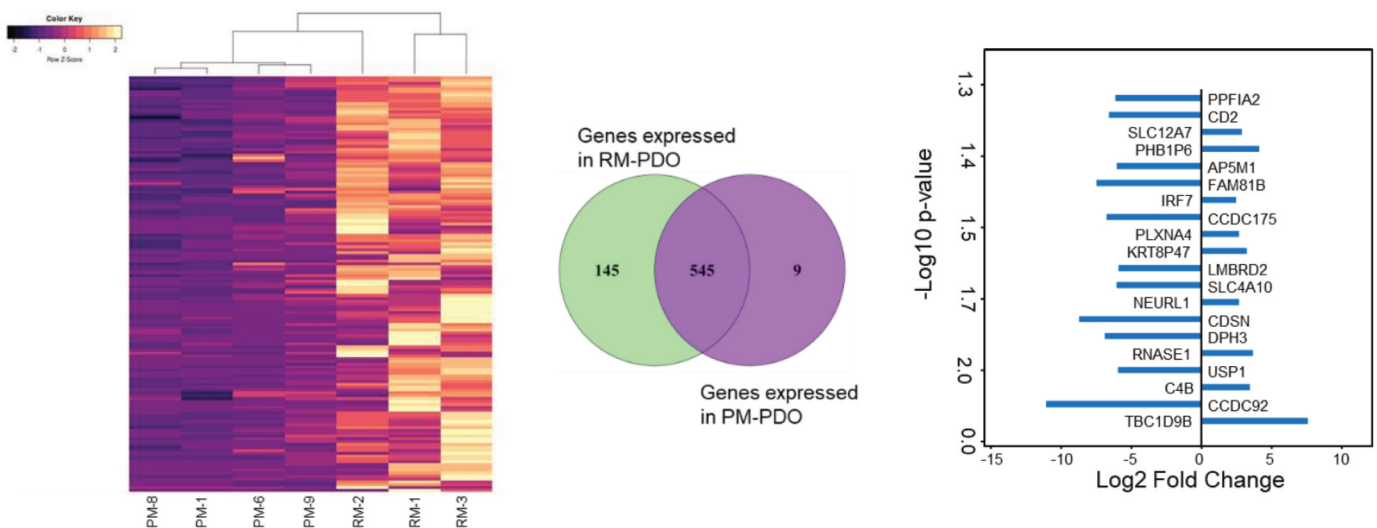 Color Key
-2 -1 0 1 2
Row Z-Score
PM-8
PM-1
PM-6
PM-9
RM-2
RM-1
RM-3
Genes expressed
in RM-PDO
145
545
9
Genes expressed
in PM-PDO
-Log10 p-value
1.3
1.4
1.5
1.7
2.0
0.0
PPFIA2
CD2
SLC12A7
PHB1P6
AP5M1
FAM81B
IRF7
CCDC175
PLXNA4
KRT8P47
LMBRD2
SLC4A10
NEURL1
CDSN
DPH3
RNASE1
USP1
C4B
CCDC92
TBC1D9B
-15 -10 -5 0 5 10
Log2 Fold Change